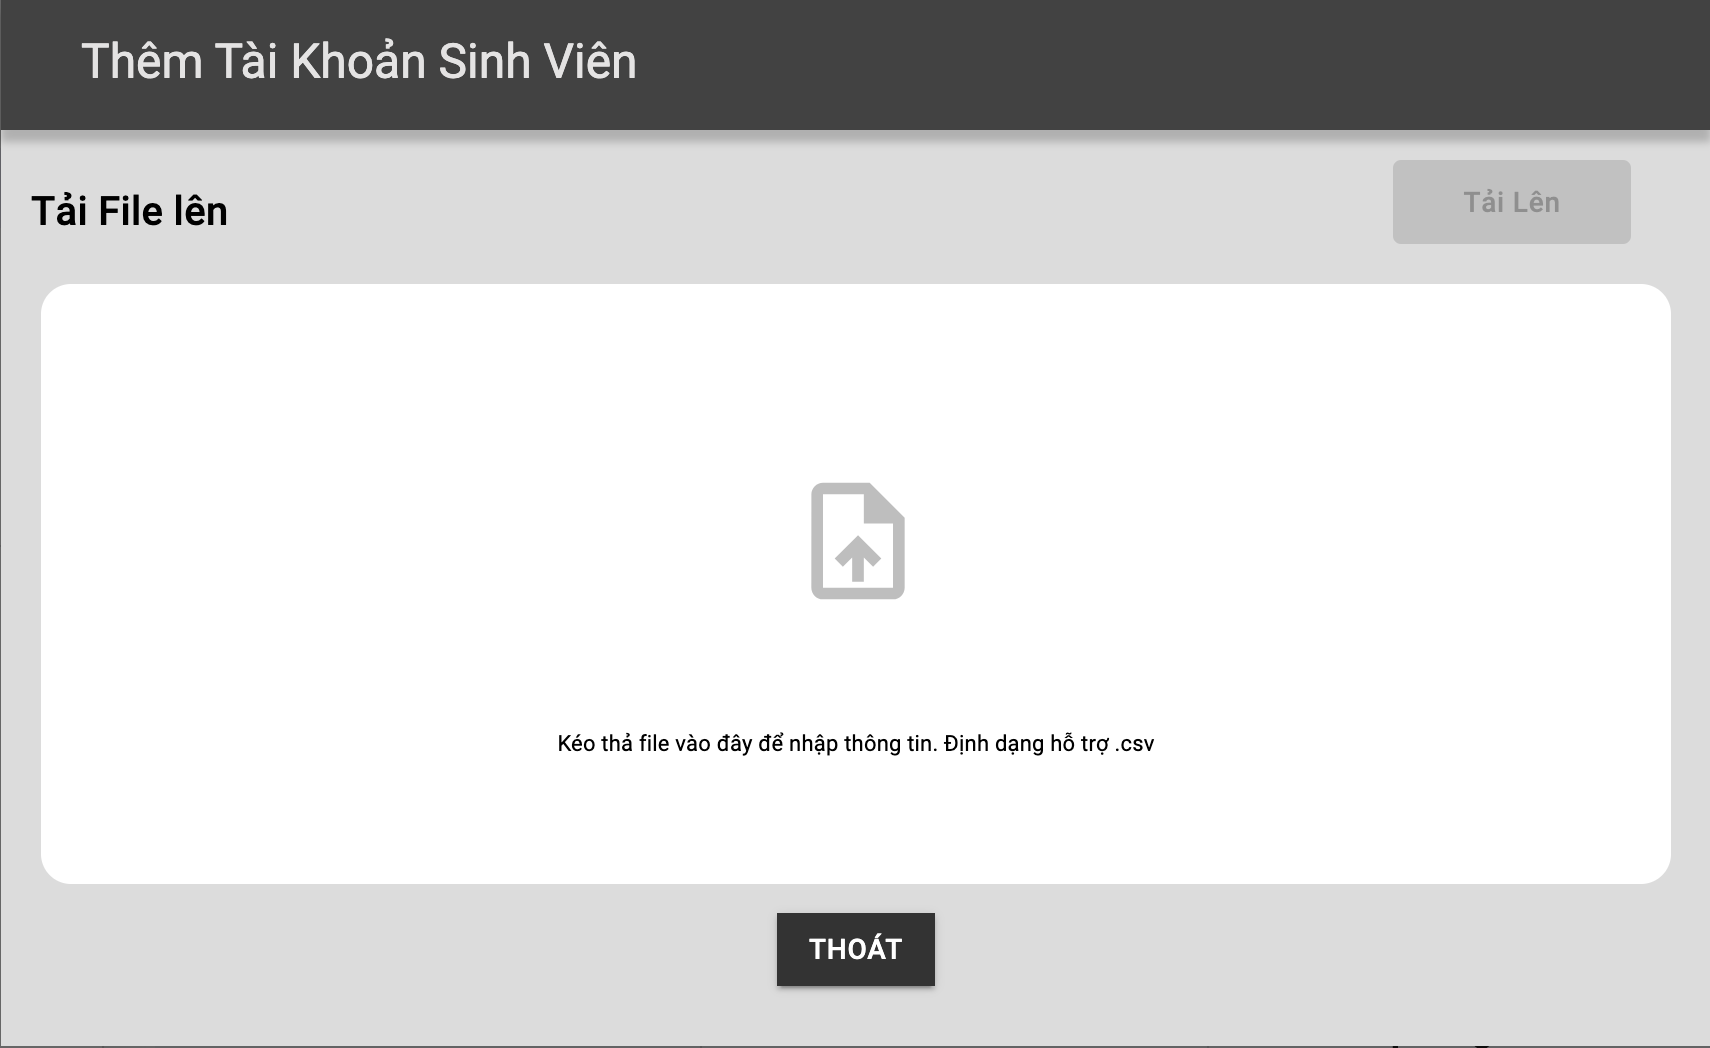 Thêm Tài Khoản Sinh Viên
Tải File lên
Tải Lên
Kéo thả file vào đây để nhập thông tin. Định dạng hỗ trợ .csv
THOÁT